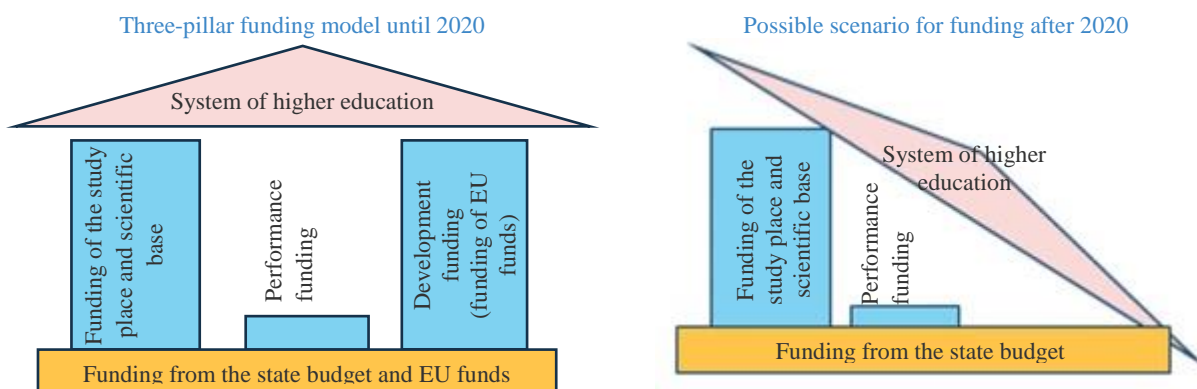 Three-pillar funding model until 2020
System of higher education
Funding of the study
place and scientific
base
Performance
funding
Development
funding
(funding of EU
funds)
Funding from the state budget and EU funds
Possible scenario for funding after 2020
System of higher
education
Funding of the
study place and
scientific base
Performance
funding
Funding from the state budget